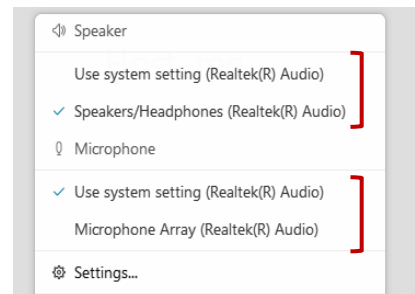 Speaker
Use system setting (Realtek(R) Audio)
Speakers/Headphones (Realtek(R) Audio)
Microphone
Use system setting (Realtek(R) Audio)
Microphone Array (Realtek(R) Audio)
Settings...